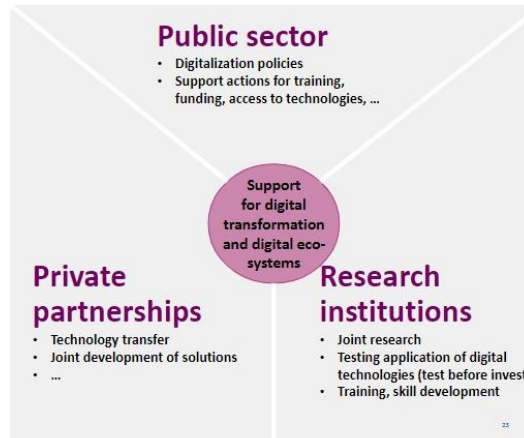 Public sector
• Digitalization policies
• Support actions for training,
funding, access to technologies, ...
Support
for digital
transformation
and digital eco-
systems
Private
partnerships
• Technology transfer
• Joint development of solutions
• ...
Research
institutions
• Joint research
• Testing application of digital
technologies (test before invest
• Training, skill development
23